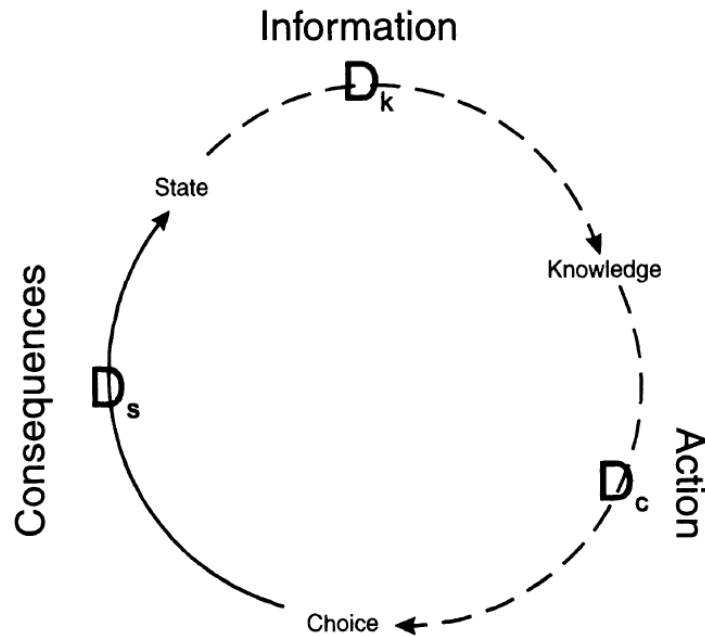 Information
Dk
State
Knowledge
Consequences
Ds
Action
Dc
Choice